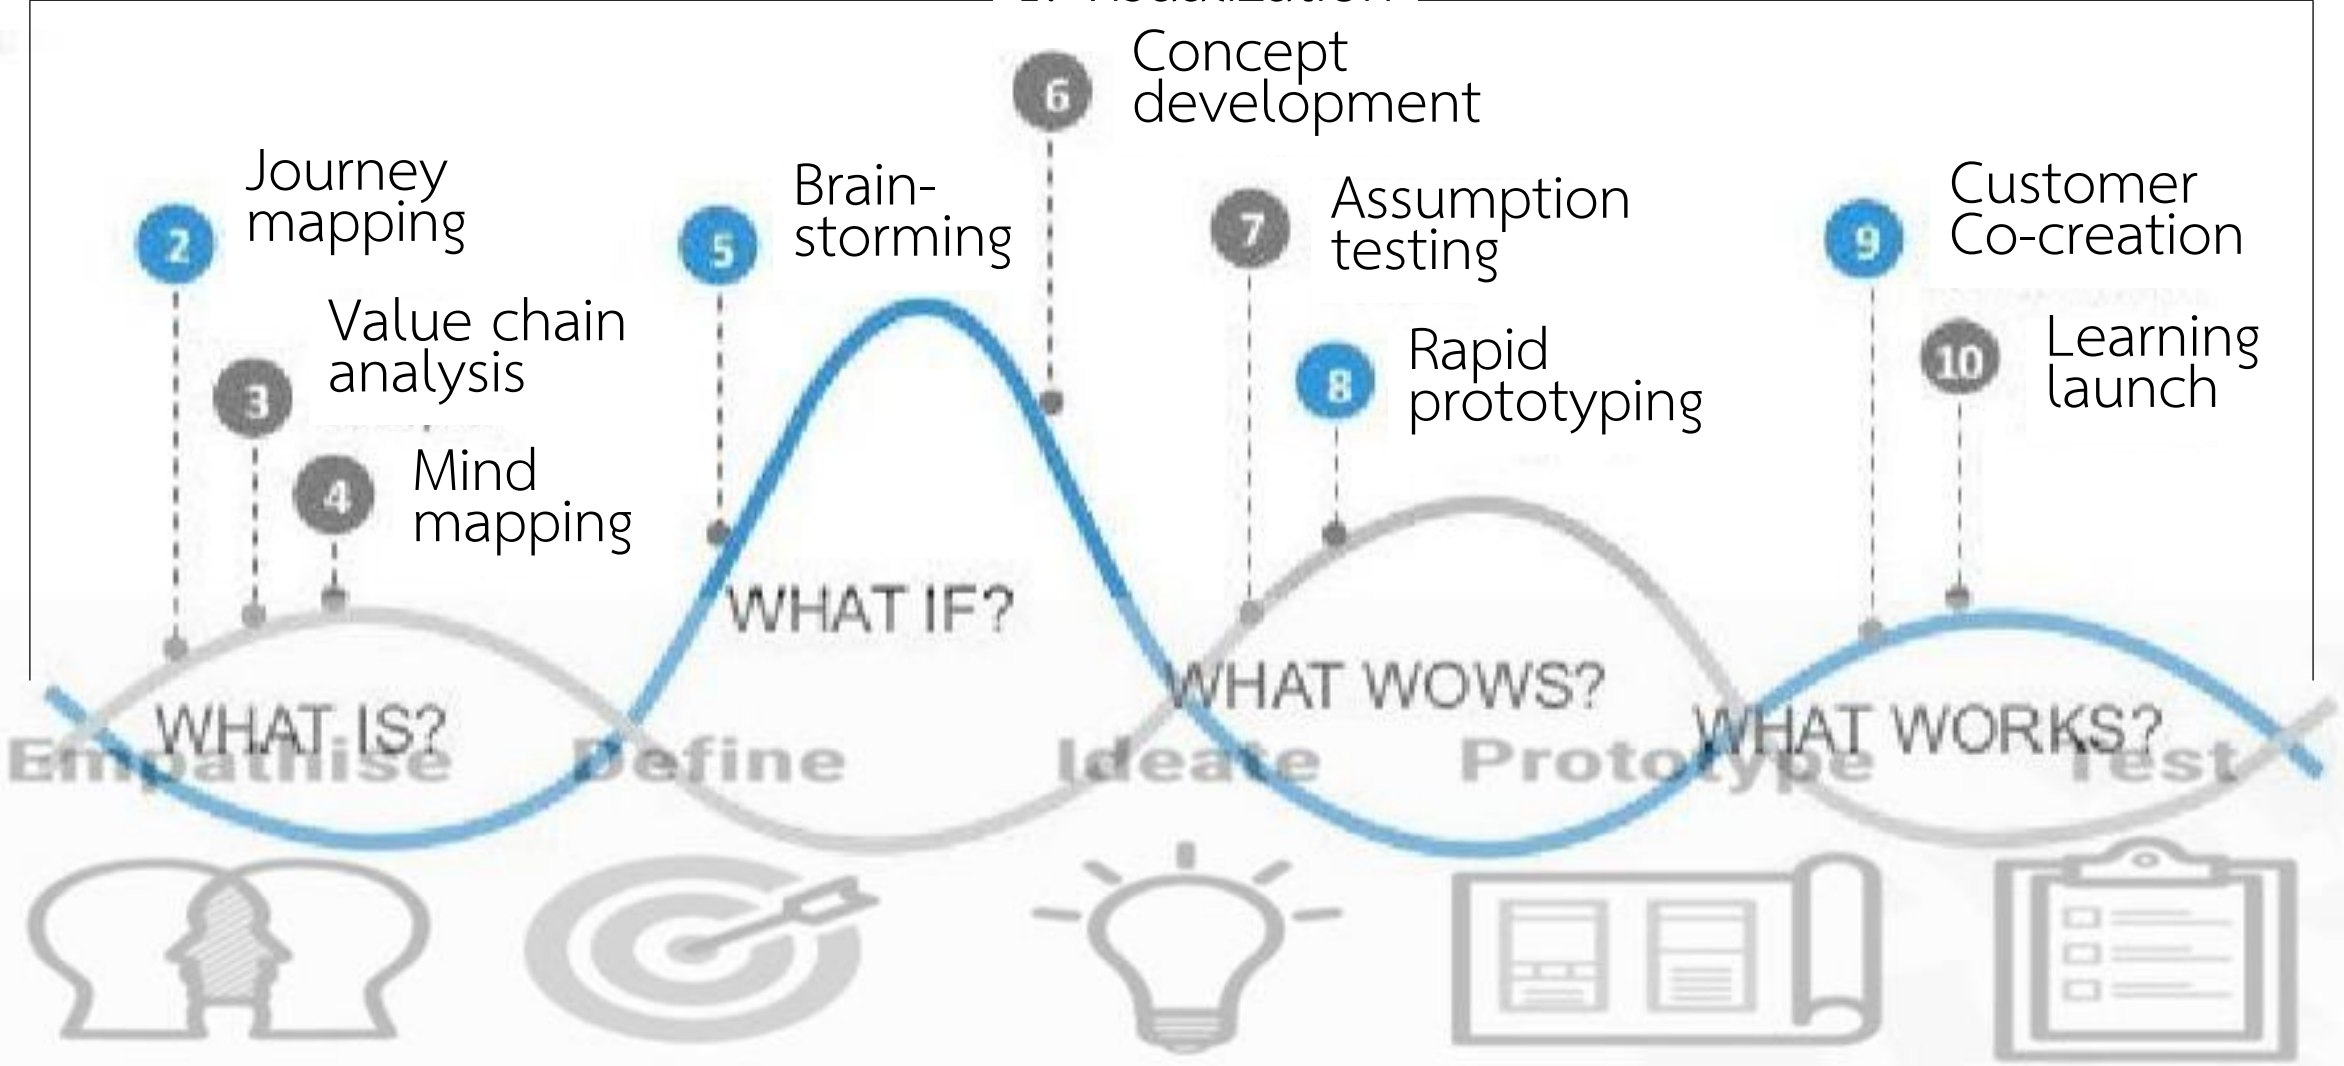 6
Concept
development
2
Journey
mapping
5
Brain-
storming
7
Assumption
testing
9
Customer
Co-creation
3
Value chain
analysis
8
Rapid
prototyping
10
Learning
launch
4
Mind
mapping
WHAT IS?
WHAT IF?
WHAT WOWS?
WHAT WORKS?
Empathise
Define
Ideate
Prototype
Test